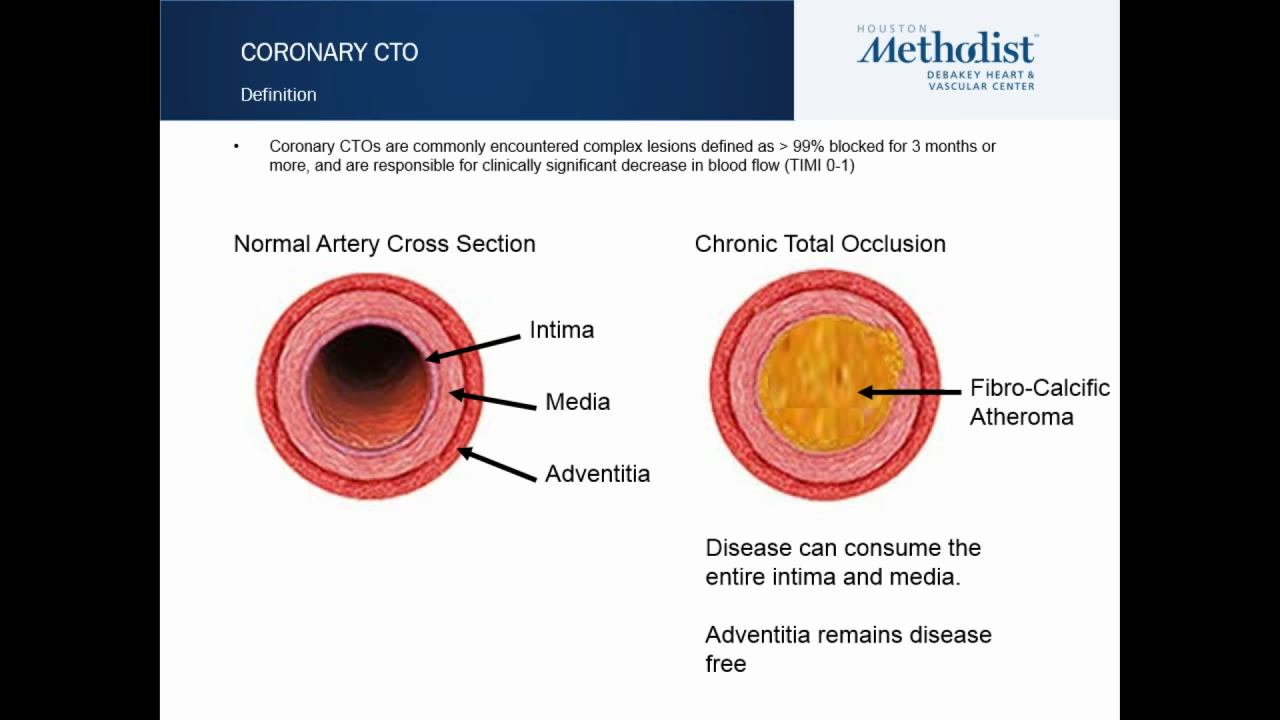 CORONARY CTO
Definition
HOUSTON
Methodist
DEBAKEY HEART &
VASCULAR CENTER
• Coronary CTOs are commonly encountered complex lesions defined as > 99% blocked for 3 months or
more, and are responsible for clinically significant decrease in blood flow (TIMI 0-1)
Normal Artery Cross Section
Intima
Media
Adventitia
Chronic Total Occlusion
Fibro-Calcific
Atheroma
Disease can consume the
entire intima and media.
Adventitia remains disease
free